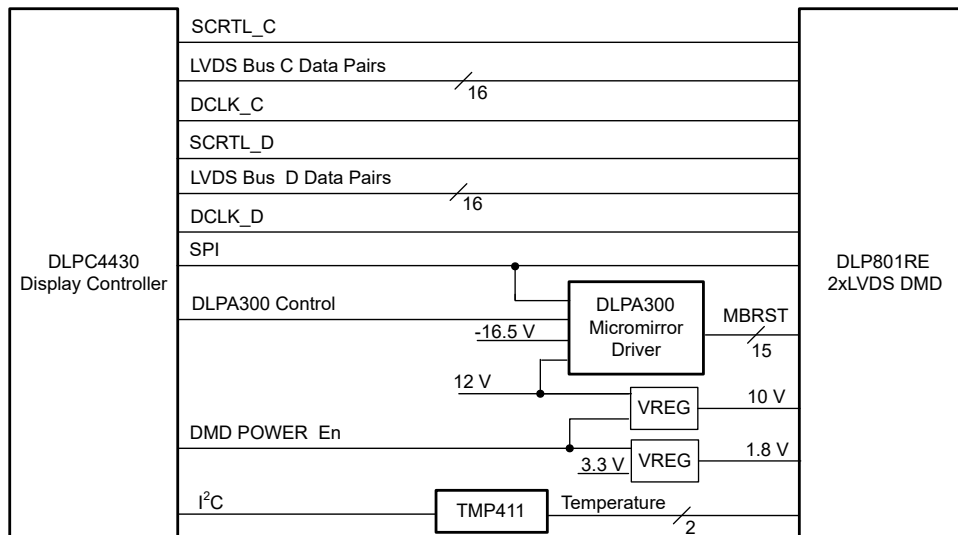 SCRTL_C
LVDS Bus C Data Pairs
16
DCLK_C
SCRTL_D
LVDS Bus D Data Pairs
16
DCLK_D
SPI
DLPC4430
Display Controller
DLP801RE
2xLVDS DMD
DLPA300 Control
DLPA300
Micromirror
Driver
MBRST
15
-16.5 V
12 V
VREG
10 V
DMD POWER En
3.3 V
VREG
1.8 V
I²C
TMP411
Temperature
2